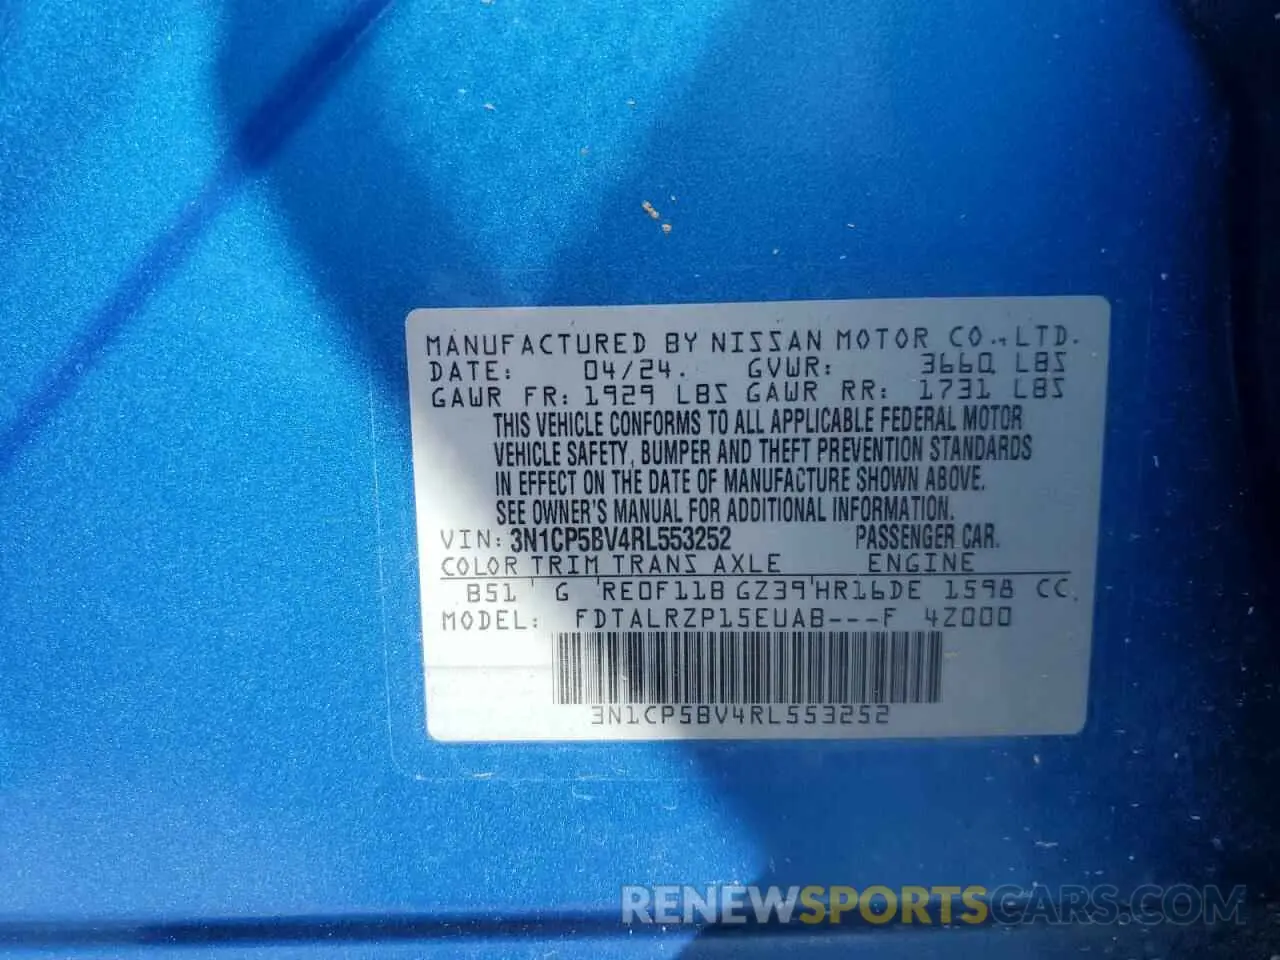 MANUFACTURED BY NISSAN MOTOR CO., LTD.
DATE: 04/24. GVWR: 3660 LBS
GAWR FR: 1929 LBS GAWR RR: 1731 LBS
THIS VEHICLE CONFORMS TO ALL APPLICABLE FEDERAL MOTOR
VEHICLE SAFETY, BUMPER AND THEFT PREVENTION STANDARDS
IN EFFECT ON THE DATE OF MANUFACTURE SHOWN ABOVE.
SEE OWNER'S MANUAL FOR ADDITIONAL INFORMATION.
VIN: 3N1CP5BV4RL553252 PASSENGER CAR.
COLOR TRIM TRANS AXLE ENGINE
B51 G RE0F11B GZ39 HR16DE 1598 CC
MODEL: FDTALRZP15EUAB---F 4Z000
3N1CP5BV4RL553252
RENEWSPORTSCARS.COM